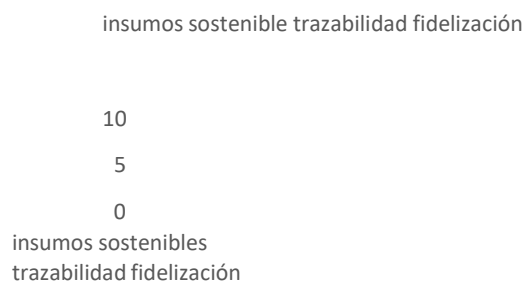 insumos sostenible trazabilidad fidelización
10
5
0
insumos sostenibles
trazabilidad fidelización